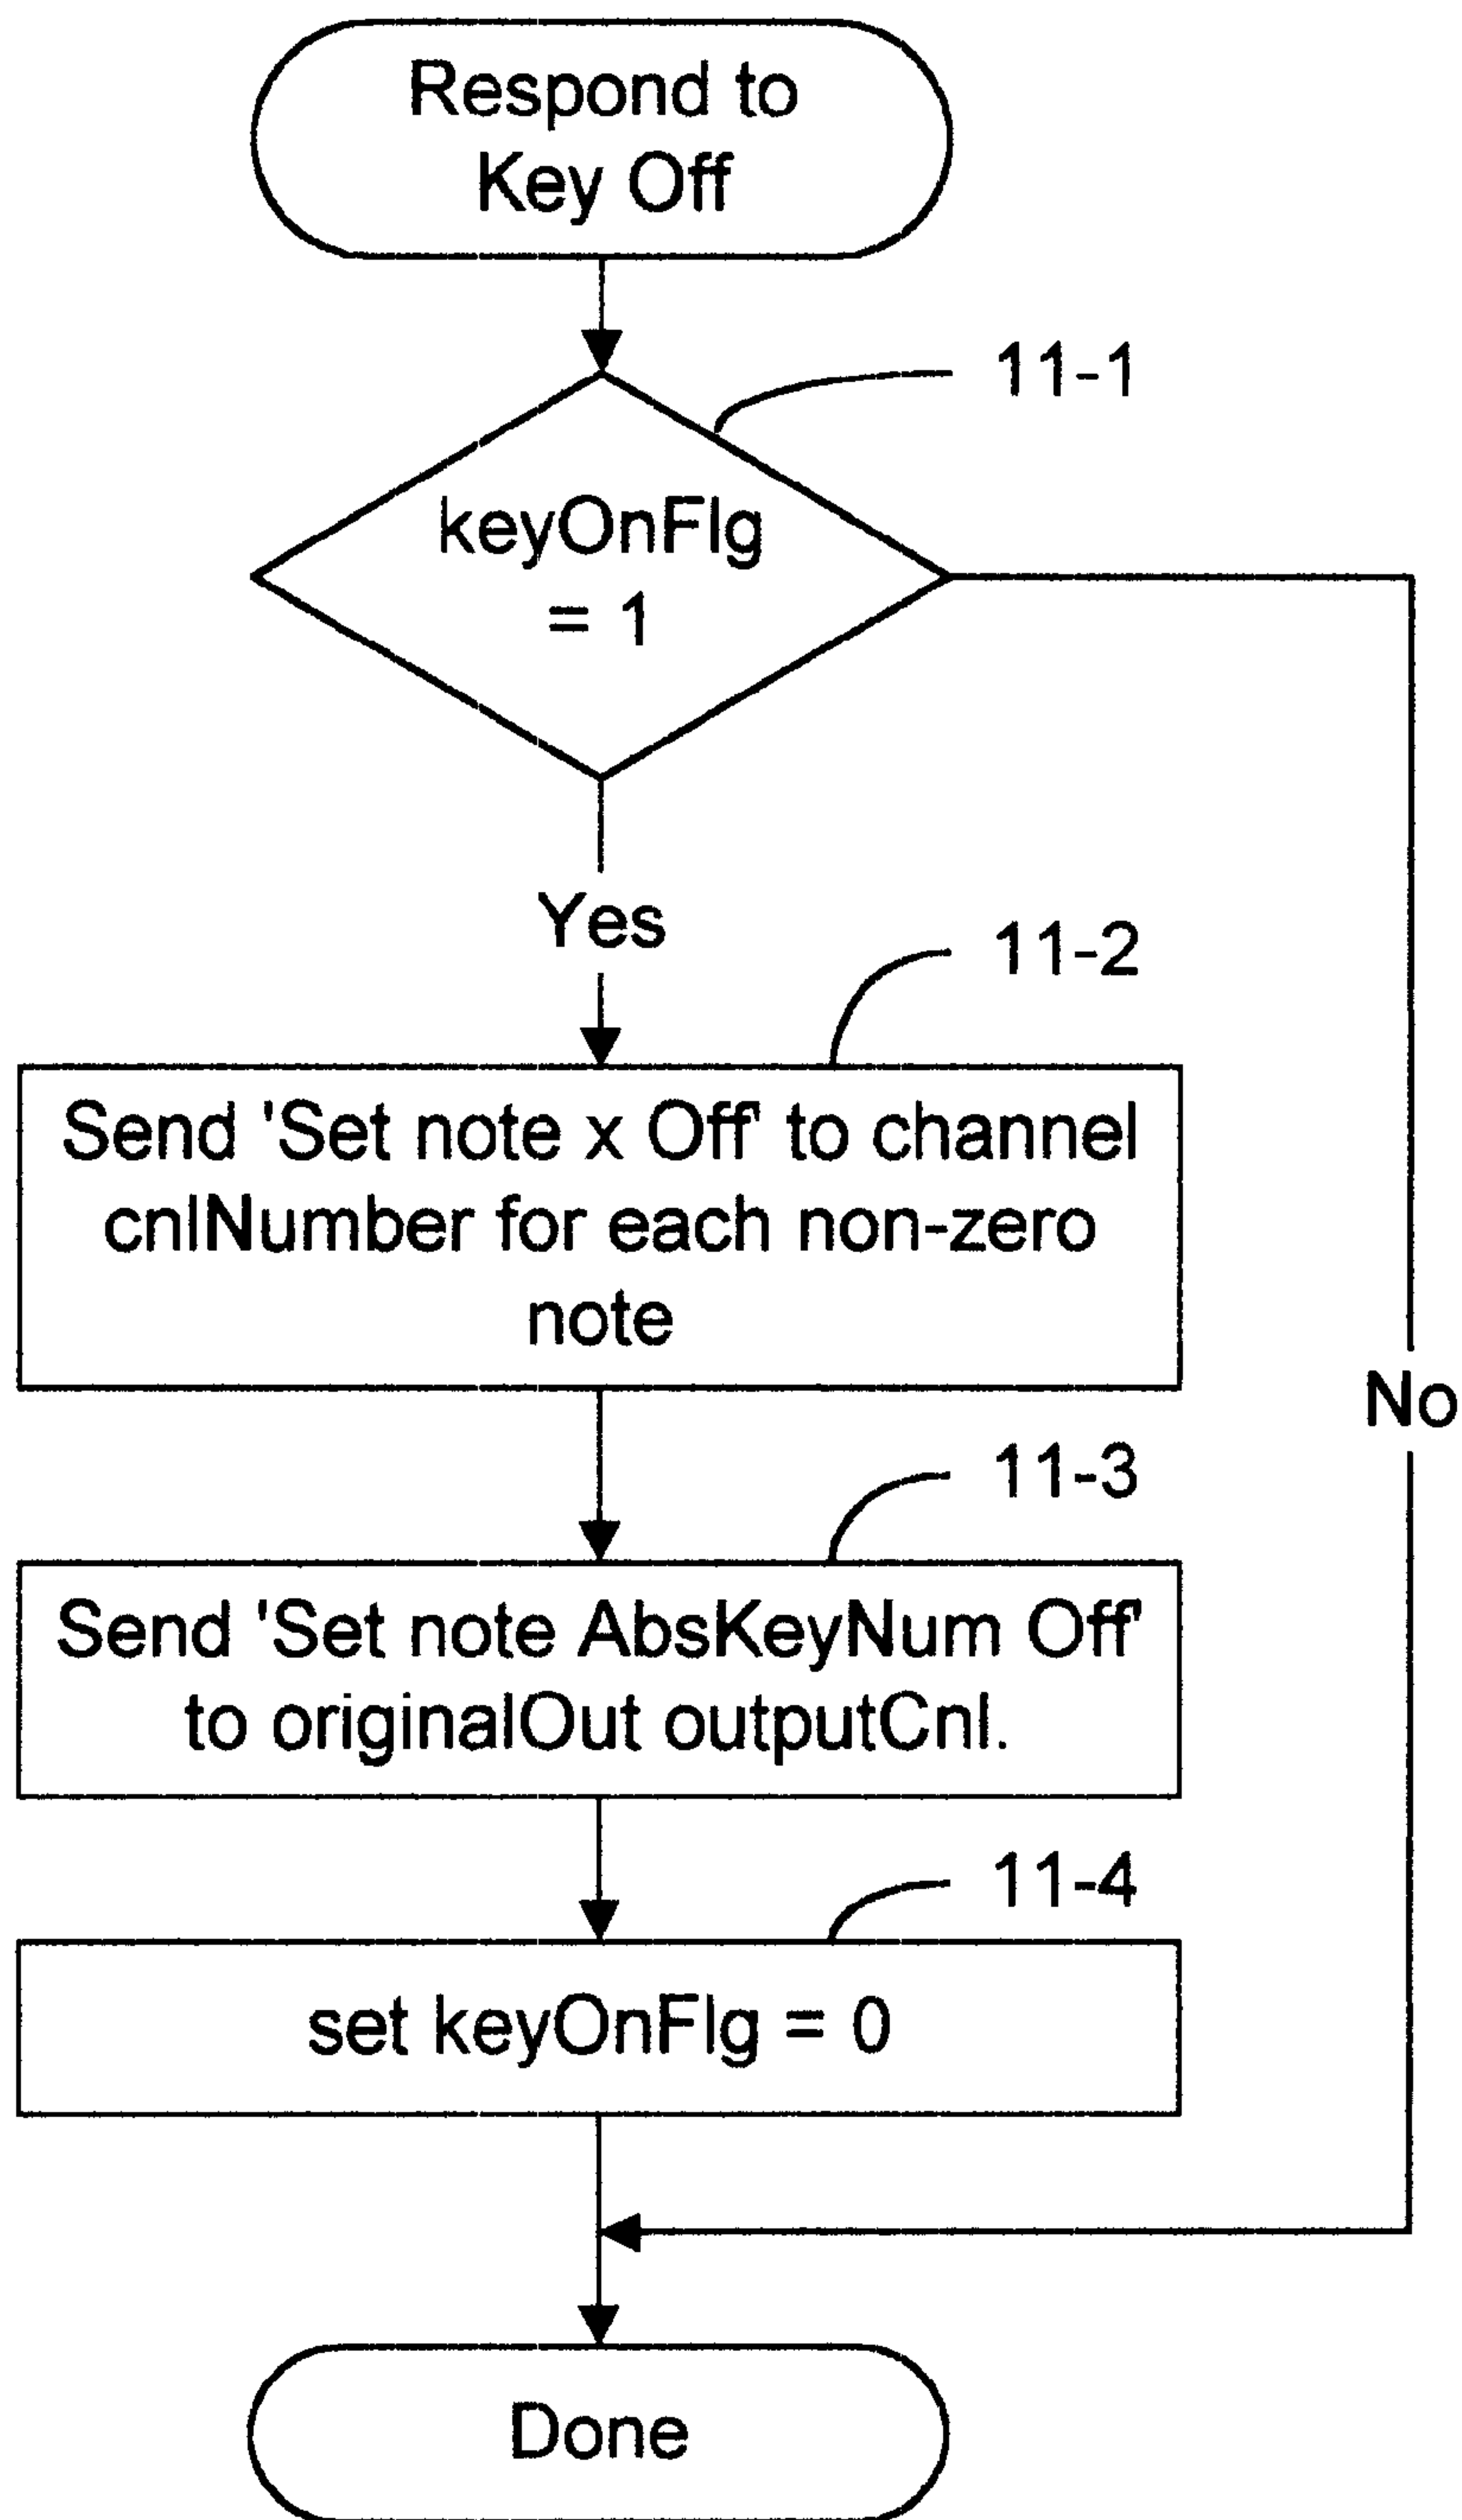 Respond to
Key Off
11-1
keyOnFlg
= 1
Yes
11-2
Send 'Set note x Off' to channel
cnlNumber for each non-zero
note
No
11-3
Send 'Set note AbsKeyNum Off'
to originalOut outputCnl.
11-4
set keyOnFlg = 0
Done